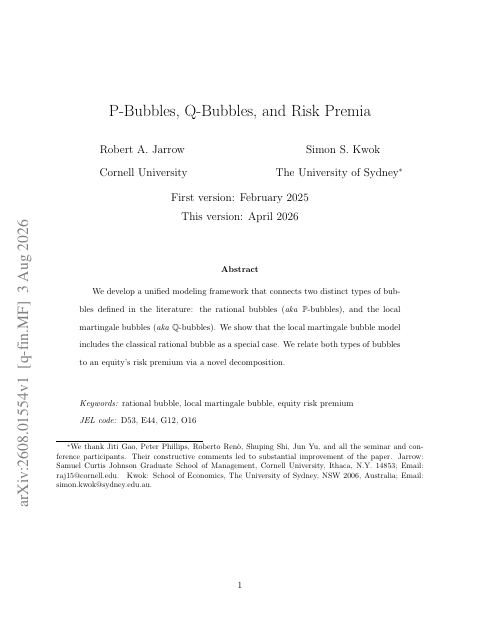 P-Bubbles, Q-Bubbles, and Risk Premia
Robert A. Jarrow
Simon S. Kwok
Cornell University
The University of Sydney*
First version: February 2025
This version: April 2026
Abstract
We develop a unified modeling framework that connects two distinct types of bub-
bles defined in the literature: the rational bubbles (aka ℙ-bubbles), and the local
martingale bubbles (aka ℚ-bubbles). We show that the local martingale bubble model
includes the classical rational bubble as a special case. We relate both types of bubbles
to an equity's risk premium via a novel decomposition.
Keywords: rational bubble, local martingale bubble, equity risk premium
JEL code: D53, E44, G12, O16
*We thank Jiti Gao, Peter Phillips, Roberto Renò, Shuping Shi, Jun Yu, and all the seminar and con-
ference participants. Their constructive comments led to substantial improvement of the paper. Jarrow:
Samuel Curtis Johnson Graduate School of Management, Cornell University, Ithaca, N.Y. 14853; Email:
raj15@cornell.edu. Kwok: School of Economics, The University of Sydney, NSW 2006, Australia; Email:
simon.kwok@sydney.edu.au.
1
arXiv:2608.01554v1 [q-fin.MF] 3 Aug 2026